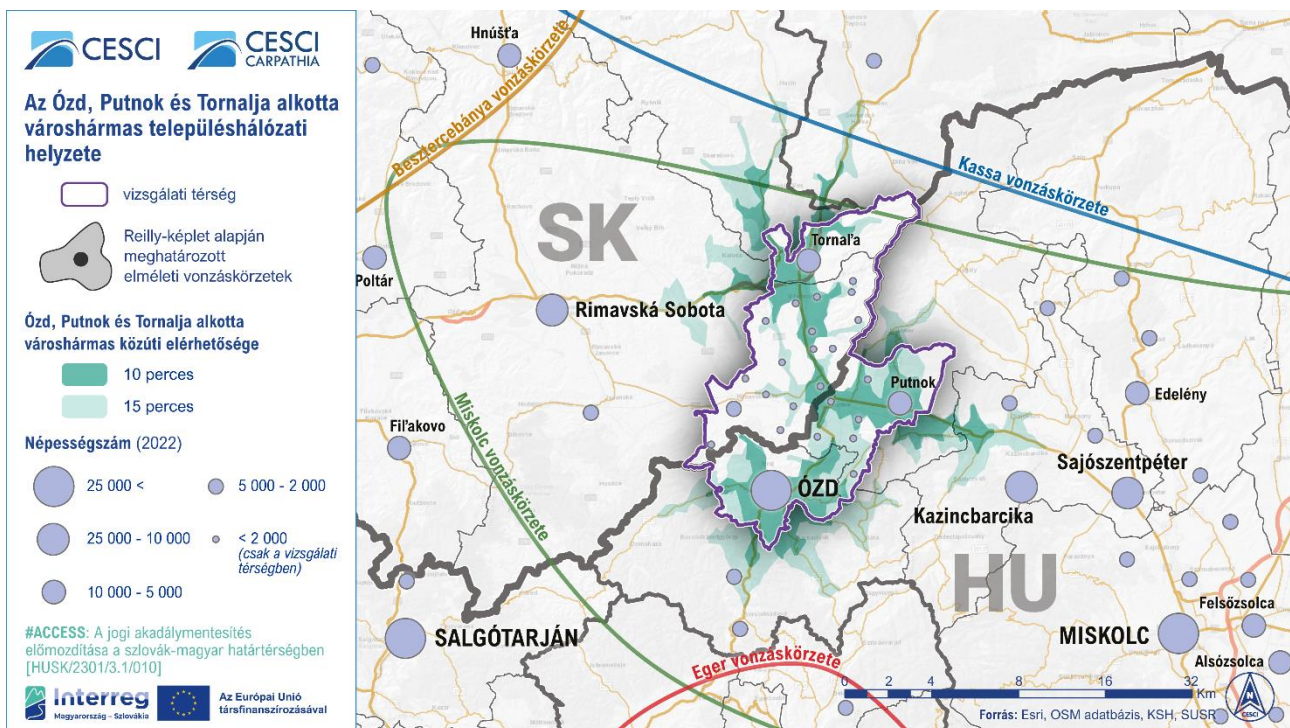 CESCI
CESCI
CARPATHIA
Az Ózd, Putnok és Tornalja alkotta
városhármas településhálózati
helyzete
vizsgálati térség
Reilly-képlet alapján
meghatározott
elméleti vonzáskörzetek
Ózd, Putnok és Tornalja alkotta
városhármas közúti elérhetősége
10 perces
15 perces
Népességszám (2022)
25 000 <
5 000 - 2 000
25 000 - 10 000
< 2 000
(csak a vizsgálati
térségben)
10 000 - 5 000
#ACCESS: A jogi akadálymentesítés
előmozdítása a szlovák-magyar határtérségben
[HUSK/2301/3.1/010]
Interreg
Magyarország – Szlovákia
Az Európai Unió
társfinanszírozásával
Hnúšťa
Besztercebánya vonzáskörzete
Kassa vonzáskörzete
SK
Tornaľa
Poltár
Rimavská Sobota
Putnok
Edelény
Miskolc vonzáskörzete
Fiľakovo
Sajószentpéter
ÓZD
Kazincbarcika
HU
Felsőzsolca
SALGÓTARJÁN
MISKOLC
Alsózsolca
Eger vonzáskörzete
0 2 4 8 16 32
Km
Forrás: Esri, OSM adatbázis, KSH, SUSR
N
CESCI